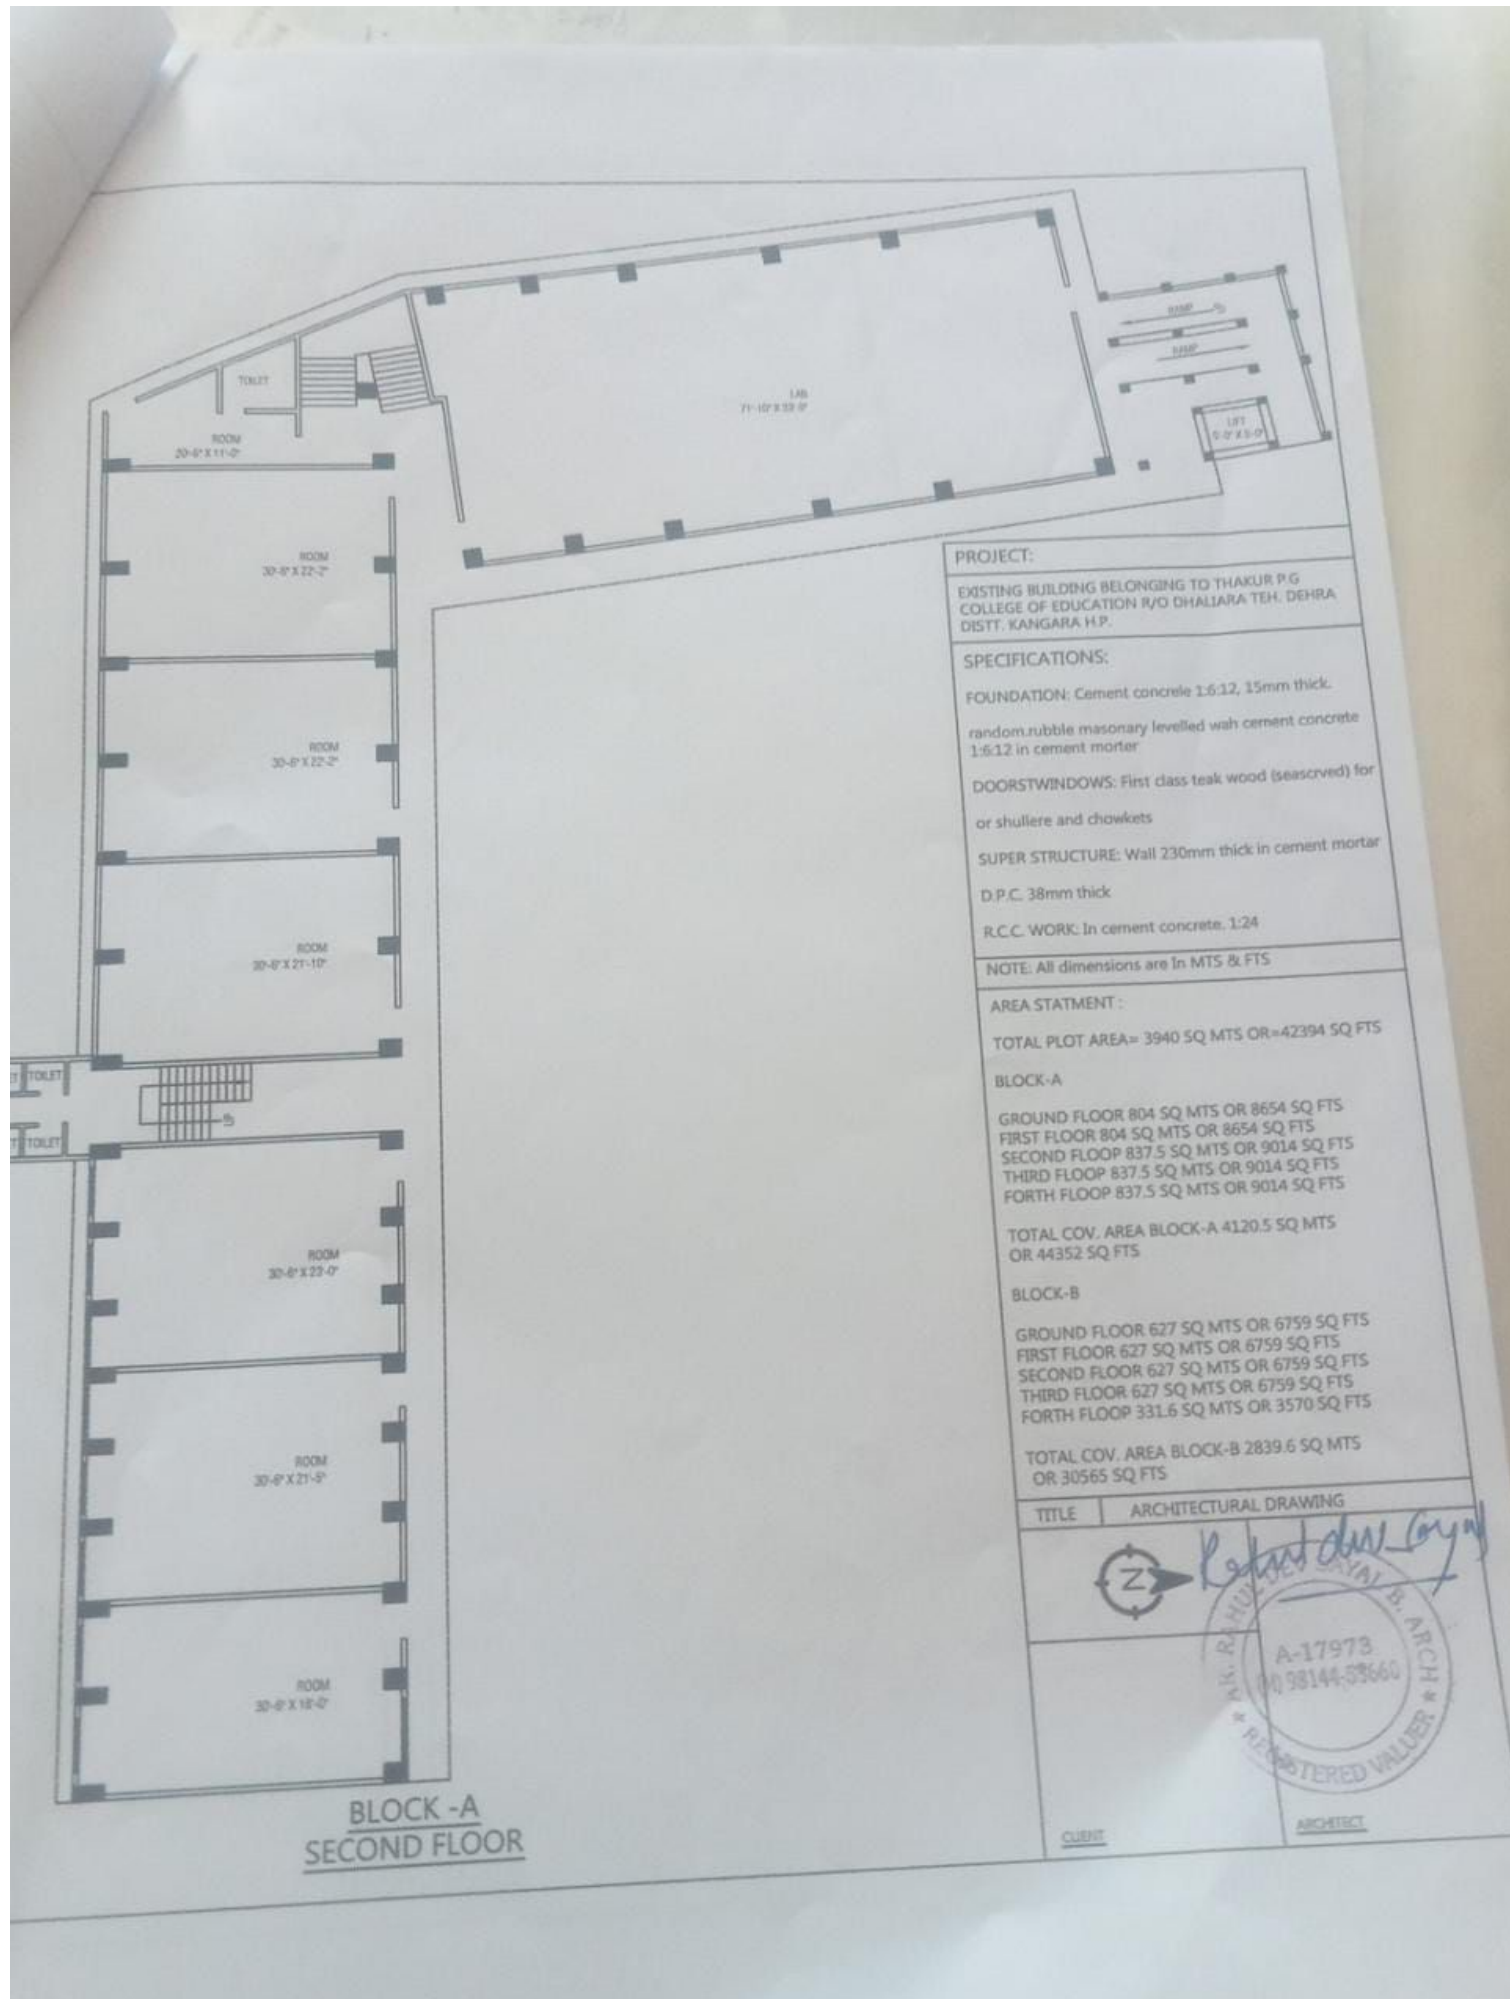 TOILET
ROOM
20'-6" X 11'-0"
LAB
RAMP
RAMP
LIFT
ROOM
30'-6" X 22'-2"
ROOM
30'-6" X 22'-2"
ROOM
30'-6" X 21'-10"
TOILET
TOILET
ROOM
30'-6" X 22'-0"
ROOM
30'-6" X 21'-5"
ROOM
30'-6" X 18'-0"
BLOCK -A
SECOND FLOOR
PROJECT:
EXISTING BUILDING BELONGING TO THAKUR P.G
COLLEGE OF EDUCATION R/O DHALIARA TEH. DEHRA
DISTT. KANGARA H.P.
SPECIFICATIONS:
FOUNDATION: Cement concrele 1:6:12, 15mm thick.
random.rubble masonary levelled wah cement concrete
1:6:12 in cement morter
DOORSTWINDOWS: First class teak wood (seascrved) for
or shullere and chowkets
SUPER STRUCTURE: Wall 230mm thick in cement mortar
D.P.C. 38mm thick
R.C.C. WORK: In cement concrete. 1:24
NOTE: All dimensions are In MTS & FTS
AREA STATMENT :
TOTAL PLOT AREA= 3940 SQ MTS OR=42394 SQ FTS
BLOCK-A
GROUND FLOOR 804 SQ MTS OR 8654 SQ FTS
FIRST FLOOR 804 SQ MTS OR 8654 SQ FTS
SECOND FLOOP 837.5 SQ MTS OR 9014 SQ FTS
THIRD FLOOP 837.5 SQ MTS OR 9014 SQ FTS
FORTH FLOOP 837.5 SQ MTS OR 9014 SQ FTS
TOTAL COV. AREA BLOCK-A 4120.5 SQ MTS
OR 44352 SQ FTS
BLOCK-B
GROUND FLOOR 627 SQ MTS OR 6759 SQ FTS
FIRST FLOOR 627 SQ MTS OR 6759 SQ FTS
SECOND FLOOR 627 SQ MTS OR 6759 SQ FTS
THIRD FLOOR 627 SQ MTS OR 6759 SQ FTS
FORTH FLOOP 331.6 SQ MTS OR 3570 SQ FTS
TOTAL COV. AREA BLOCK-B 2839.6 SQ MTS
OR 30565 SQ FTS
TITLE ARCHITECTURAL DRAWING
Z
B. ARCH
A-17973
REGISTERED VALUER
CLIENT
ARCHITECT